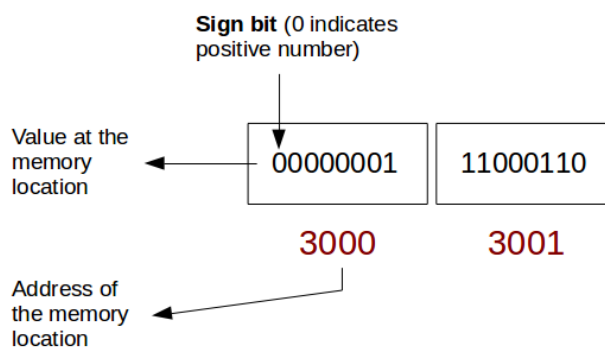 Sign bit (0 indicates
positive number)
Value at the
memory
location
00000001
11000110
3000
3001
Address of
the memory
location